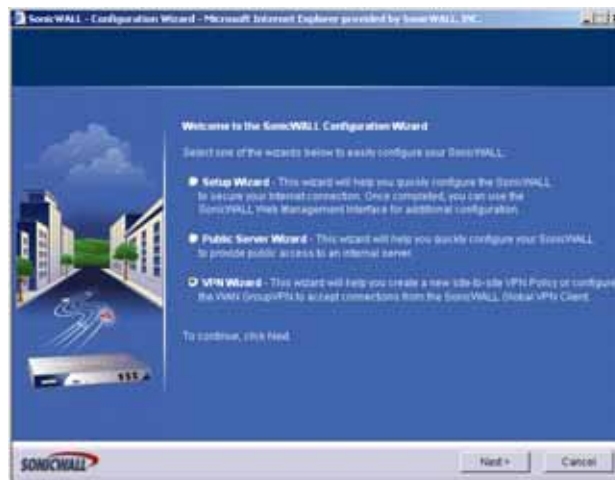 SonicWALL - Configuration Wizard - Microsoft Internet Explorer provided by SonicWALL, INC.
Welcome to the SonicWALL Configuration Wizard
Select one of the wizards below to easily configure your SonicWALL.
Setup Wizard - This wizard will help you quickly configure the SonicWALL
to secure your Internet connection. Once completed, you can use the
SonicWALL Web Management Interface for additional configuration.
Public Server Wizard - This wizard will help you quickly configure your SonicWALL
to provide public access to an internal server.
VPN Wizard - This wizard will help you create a new site-to-site VPN Policy or configure
the WAN GroupVPN to accept connections from the SonicWALL Global VPN Client.
To continue, click Next.
SONICWALL
Next >
Cancel